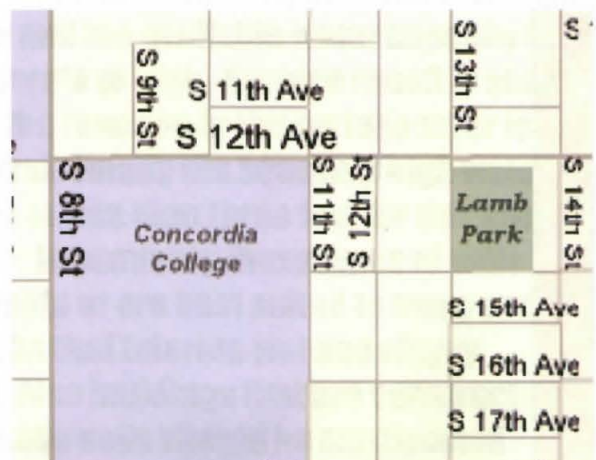 S 9th St
S 11th Ave
S 12th Ave
S 13th St
S
S 8th St
Concordia
College
S 11th St
S 12th St
Lamb
Park
S 14th St
S 15th Ave
S 16th Ave
S 17th Ave